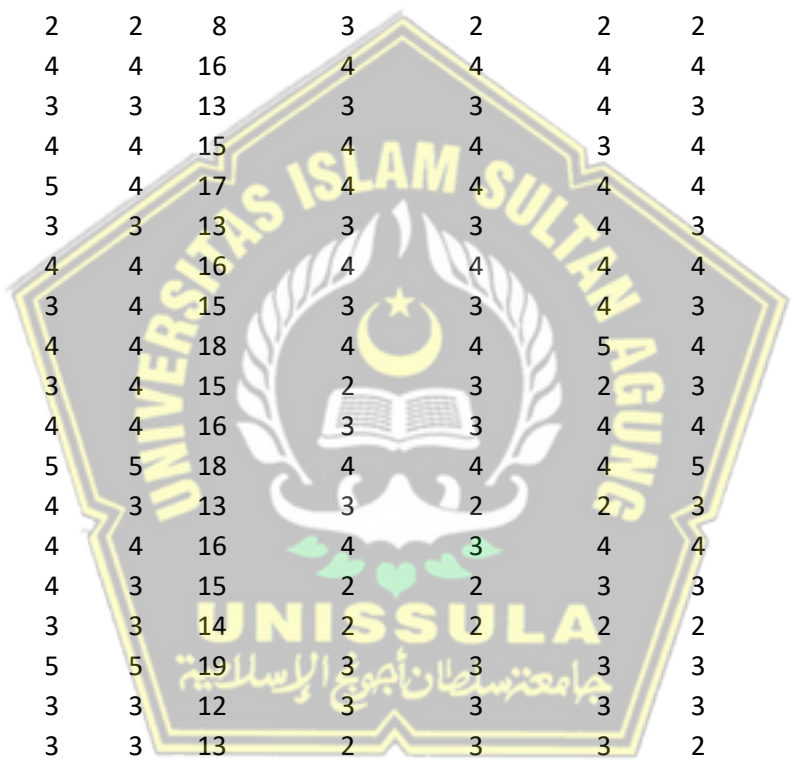 2 2 8 3 2 2 2
4 4 16 4 4 4 4
3 3 13 3 3 4 3
4 4 15 4 4 3 4
5 4 17 4 4 4 4
3 3 13 3 3 4 3
4 4 16 4 4 4 4
3 4 15 3 3 4 3
4 4 18 4 4 5 4
3 4 15 2 3 2 3
4 4 16 3 3 4 4
5 5 18 4 4 4 5
4 3 13 3 2 2 3
4 4 16 4 3 4 4
4 3 15 2 2 3 3
3 3 14 2 2 2 2
5 5 19 3 3 3 3
3 3 12 3 3 3 3
3 3 13 2 3 3 2
UNIVERSITAS ISLAM SULTAN AGUNG
UNISSULA
جامعة سلطان أجونج الإسلامية